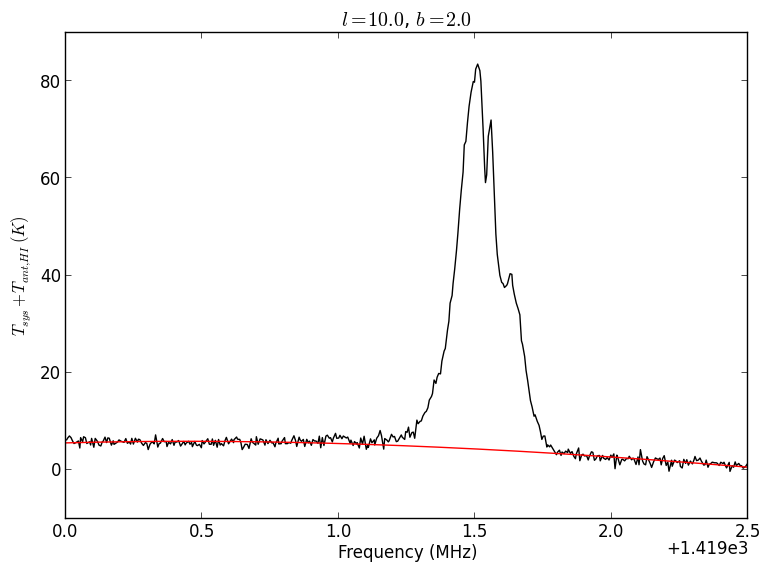 l = 10.0, b = 2.0
T_sys + T_ant,HI (K)
80
60
40
20
0
0.0 0.5 1.0 1.5 2.0 2.5
Frequency (MHz)
+1.419e3